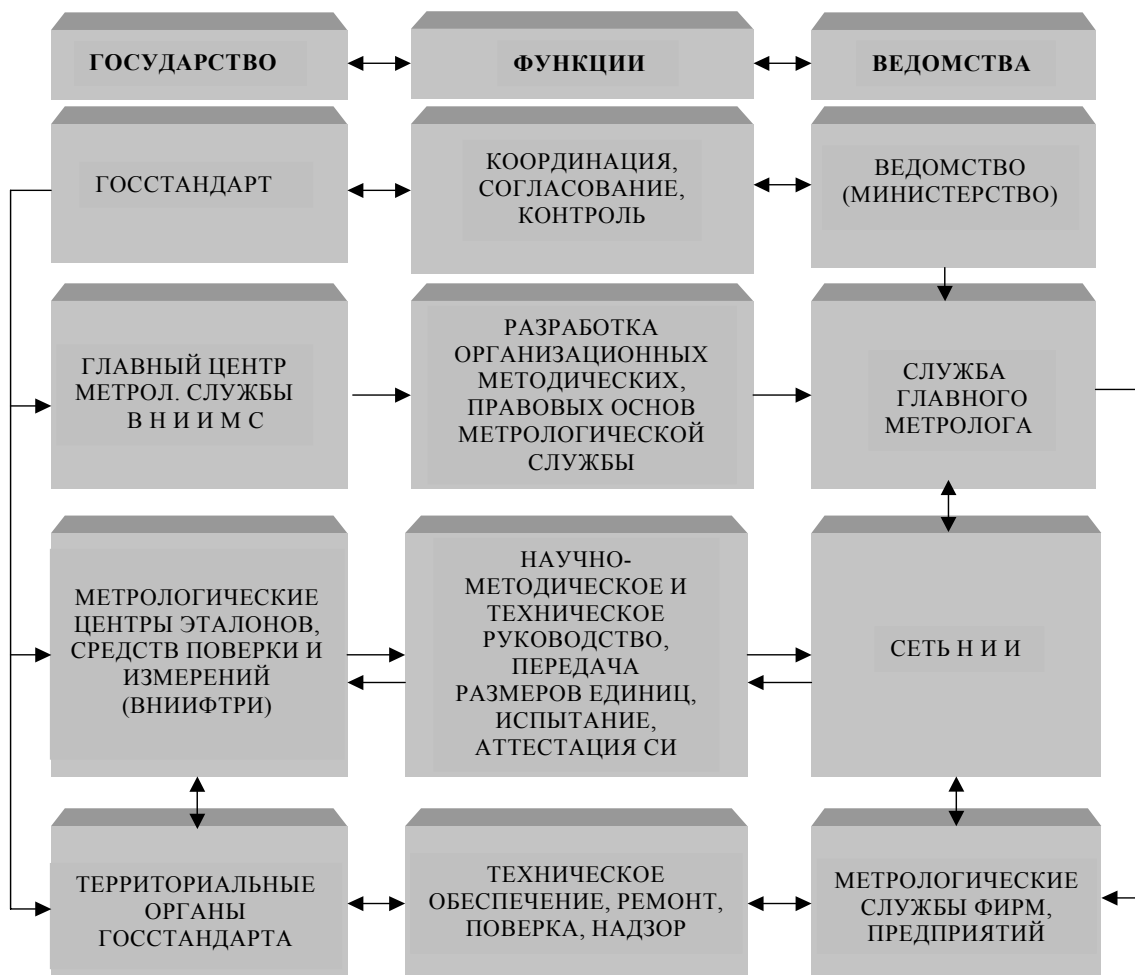 ГОСУДАРСТВО
ФУНКЦИИ
ВЕДОМСТВА
ГОССТАНДАРТ
КООРДИНАЦИЯ,
СОГЛАСОВАНИЕ,
КОНТРОЛЬ
ВЕДОМСТВО
(МИНИСТЕРСТВО)
ГЛАВНЫЙ ЦЕНТР
МЕТРОЛ. СЛУЖБЫ
В Н И И М С
РАЗРАБОТКА
ОРГАНИЗАЦИОННЫХ
МЕТОДИЧЕСКИХ,
ПРАВОВЫХ ОСНОВ
МЕТРОЛОГИЧЕСКОЙ
СЛУЖБЫ
СЛУЖБА
ГЛАВНОГО
МЕТРОЛОГА
МЕТРОЛОГИЧЕСКИЕ
ЦЕНТРЫ ЭТАЛОНОВ,
СРЕДСТВ ПОВЕРКИ И
ИЗМЕРЕНИЙ
(ВНИИФТРИ)
НАУЧНО-
МЕТОДИЧЕСКОЕ И
ТЕХНИЧЕСКОЕ
РУКОВОДСТВО,
ПЕРЕДАЧА
РАЗМЕРОВ ЕДИНИЦ,
ИСПЫТАНИЕ,
АТТЕСТАЦИЯ СИ
СЕТЬ Н И И
ТЕРРИТОРИАЛЬНЫЕ
ОРГАНЫ
ГОССТАНДАРТА
ТЕХНИЧЕСКОЕ
ОБЕСПЕЧЕНИЕ, РЕМОНТ,
ПОВЕРКА, НАДЗОР
МЕТРОЛОГИЧЕСКИЕ
СЛУЖБЫ ФИРМ,
ПРЕДПРИЯТИЙ